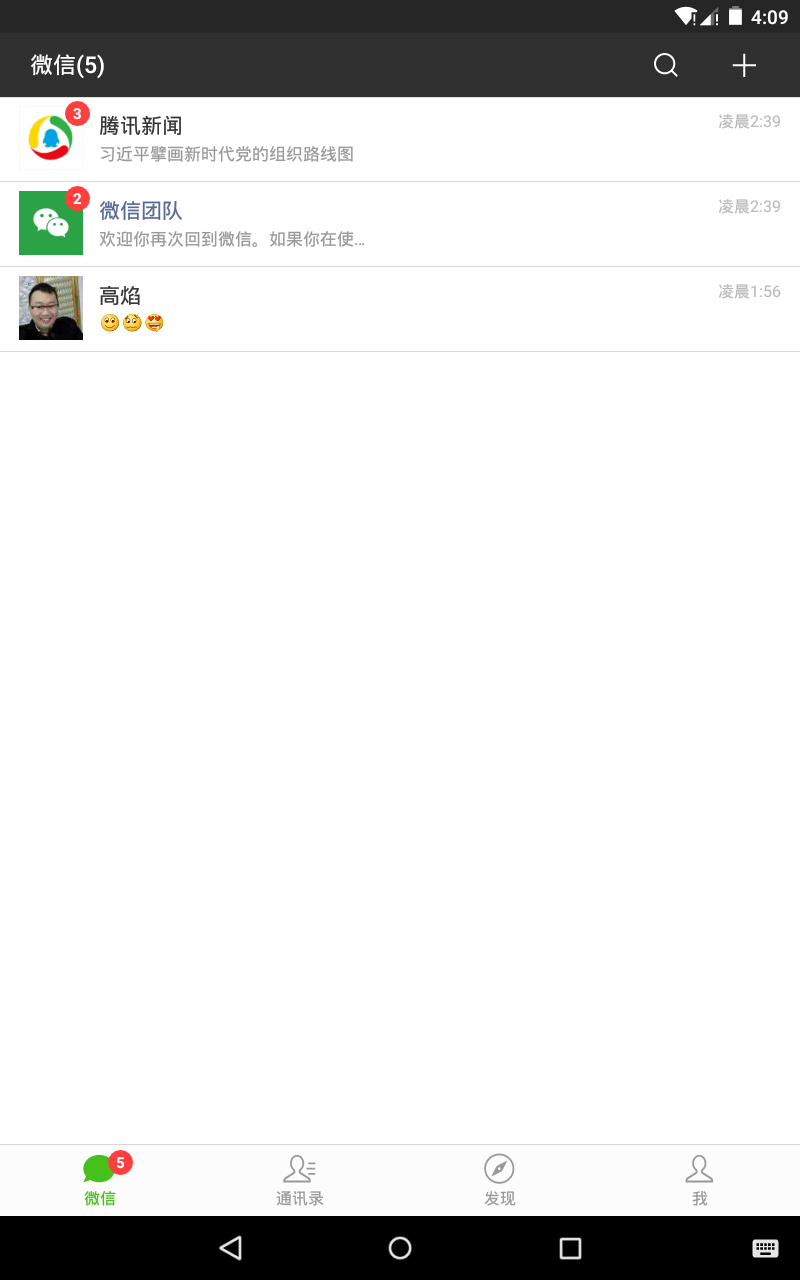 4:09
微信(5)
3
腾讯新闻
凌晨2:39
习近平擘画新时代党的组织路线图
2
微信团队
凌晨2:39
欢迎你再次回到微信。如果你在使...
高焰
凌晨1:56
5
微信
通讯录
发现
我